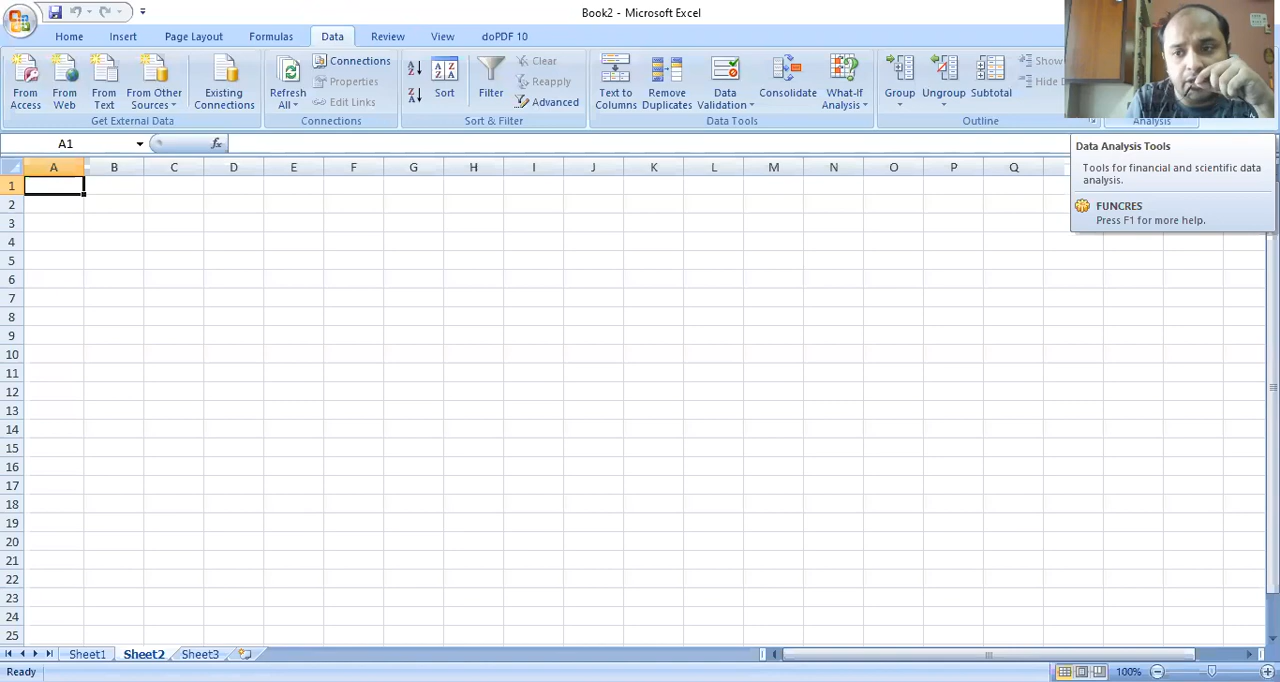 Book2 - Microsoft Excel
Home Insert Page Layout Formulas Data Review View doPDF 10
From Access
From Web
From Text
From Other Sources
Existing Connections
Get External Data
Refresh All
Connections
Properties
Edit Links
Connections
Sort
Filter
Clear
Reapply
Advanced
Sort & Filter
Text to Columns
Remove Duplicates
Data Validation
Consolidate
What-If Analysis
Data Tools
Group
Ungroup
Subtotal
Show
Hide
Outline
Analysis
A1
fx
Data Analysis Tools
Tools for financial and scientific data
analysis.
FUNCRES
Press F1 for more help.
A B C D E F G H I J K L M N O P Q
1
2
3
4
5
6
7
8
9
10
11
12
13
14
15
16
17
18
19
20
21
22
23
24
25
Sheet1 Sheet2 Sheet3
Ready 100%